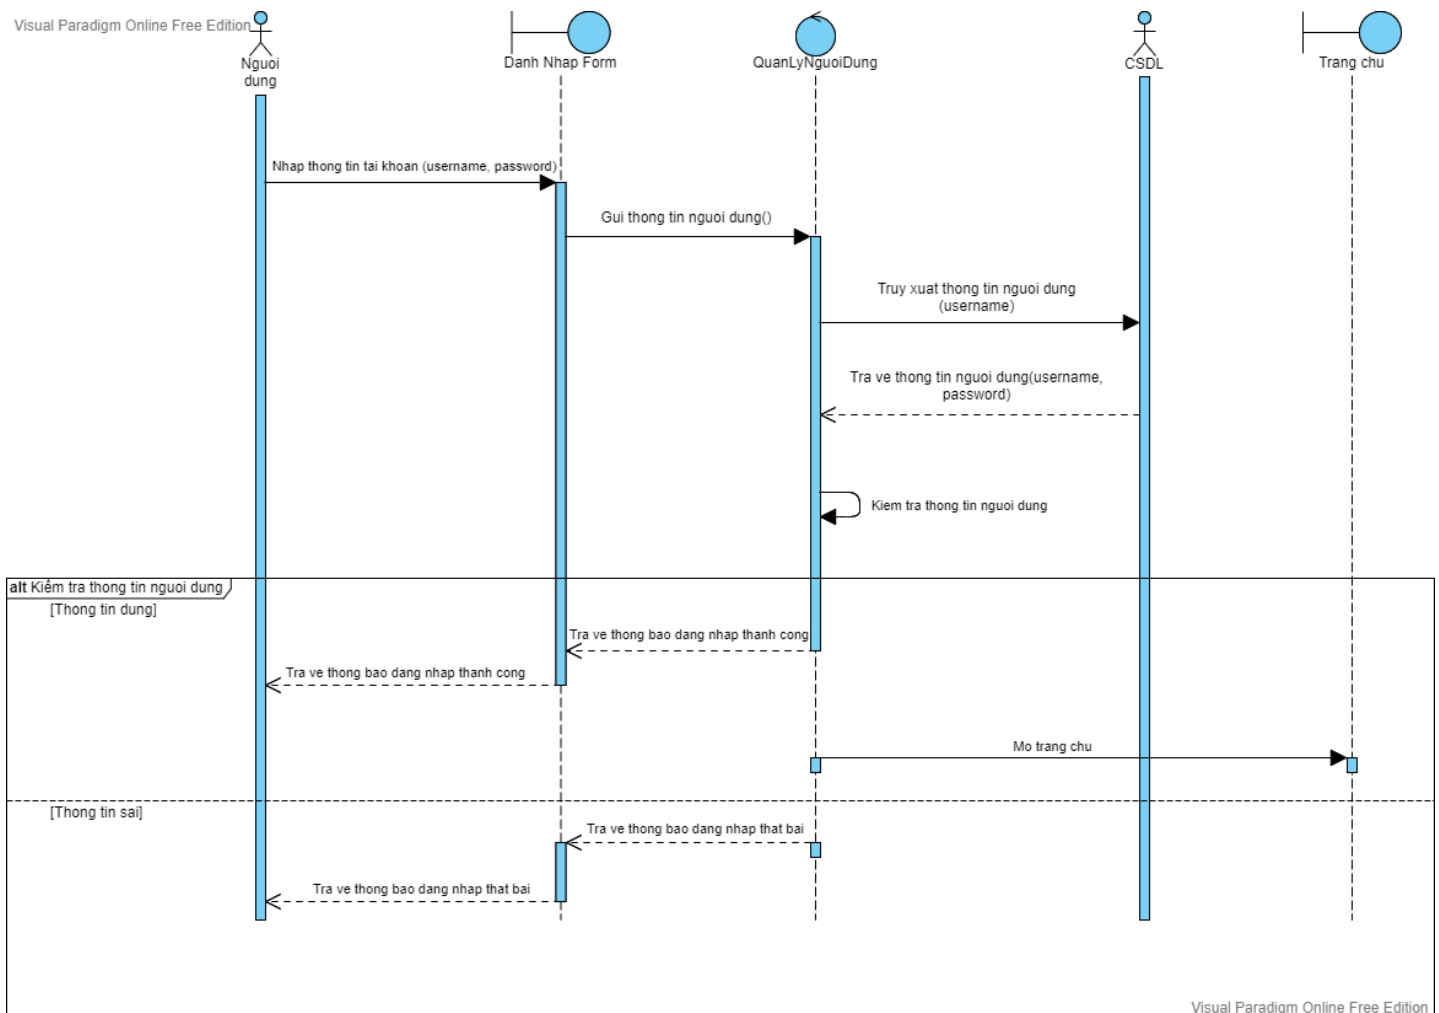 Visual Paradigm Online Free Edition
Nguoi
dung
Danh Nhap Form
QuanLyNguoiDung
CSDL
Trang chu
Nhap thong tin tai khoan (username, password)
Gui thong tin nguoi dung()
Truy xuat thong tin nguoi dung
(username)
Tra ve thong tin nguoi dung(username,
password)
Kiem tra thong tin nguoi dung
alt Kiểm tra thong tin nguoi dung
[Thong tin dung]
Tra ve thong bao dang nhap thanh cong
Tra ve thong bao dang nhap thanh cong
Mo trang chu
[Thong tin sai]
Tra ve thong bao dang nhap that bai
Tra ve thong bao dang nhap that bai
Visual Paradigm Online Free Edition